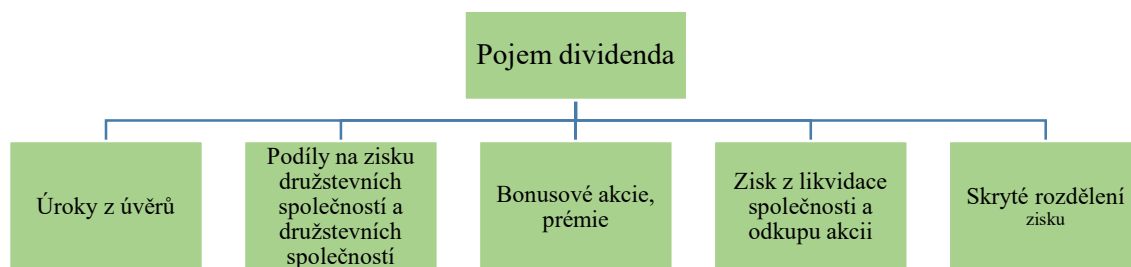 Pojem dividenda
Úroky z úvěrů
Podíly na zisku
družstevních
společností a
družstevních
společností
Bonusové akcie,
prémie
Zisk z likvidace
společnosti a
odkupu akcii
Skryté rozdělení
zisku